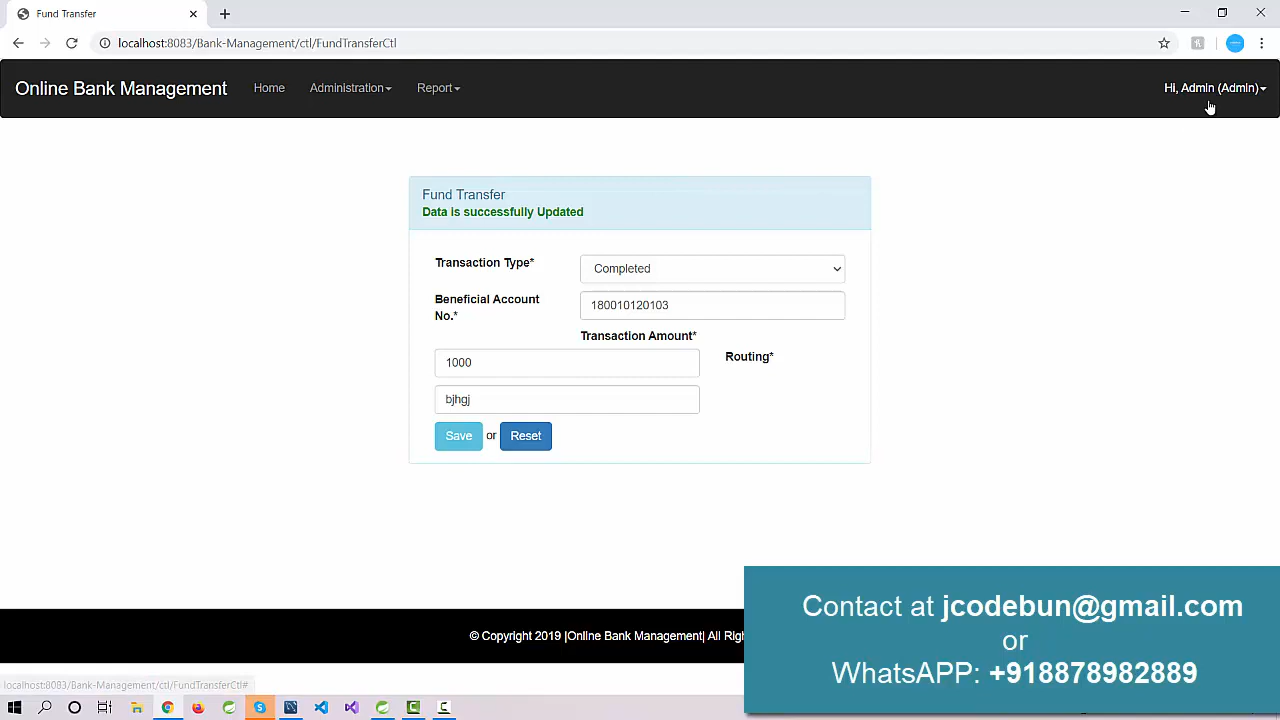 Fund Transfer
localhost:8083/Bank-Management/ctl/FundTransferCtl
Online Bank Management Home Administration Report Hi, Admin (Admin)
Fund Transfer
Data is successfully Updated
Transaction Type* Completed
Beneficial Account No.* 180010120103
Transaction Amount*
1000 Routing*
bjhgj
Save or Reset
© Copyright 2019 |Online Bank Management| All
Contact at jcodebun@gmail.com
or
WhatsAPP: +918878982889
localhost:8083/Bank-Management/ctl/FundTransferCtl#